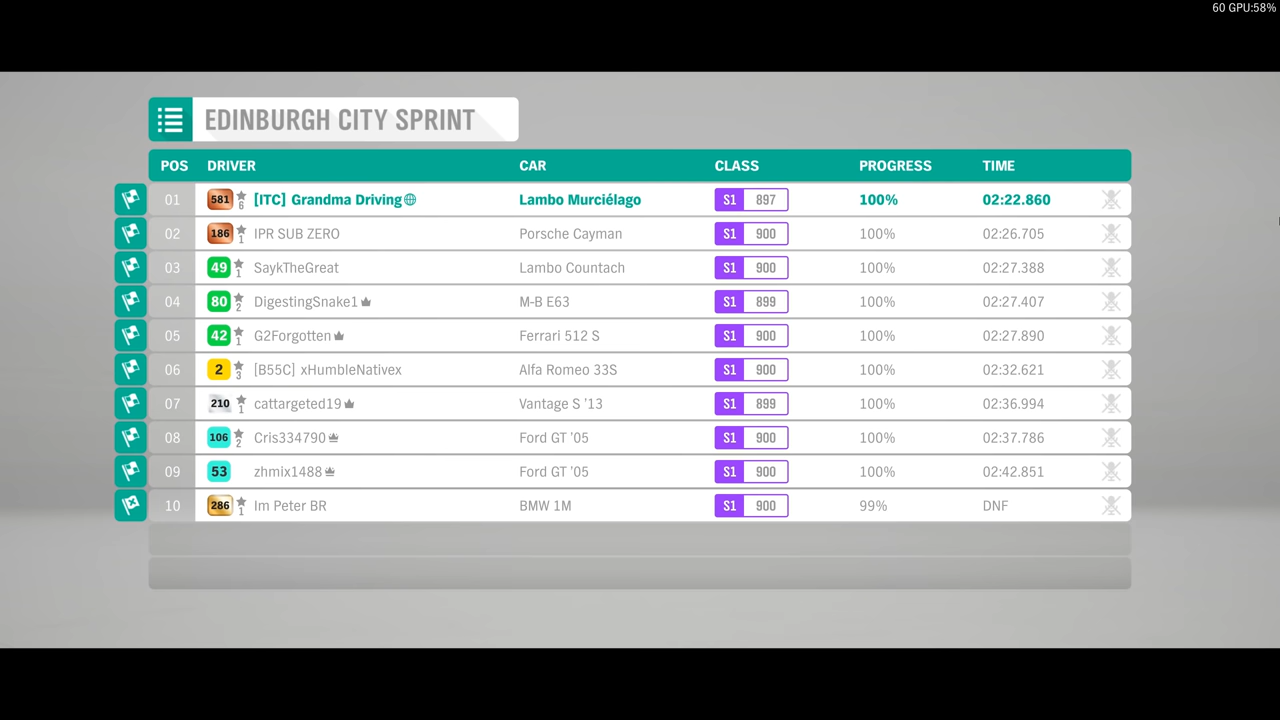 60 GPU:58%
EDINBURGH CITY SPRINT
POS DRIVER CAR CLASS PROGRESS TIME
01 581 6 [ITC] Grandma Driving Lambo Murciélago S1 897 100% 02:22.860
02 186 1 IPR SUB ZERO Porsche Cayman S1 900 100% 02:26.705
03 49 1 SaykTheGreat Lambo Countach S1 900 100% 02:27.388
04 80 2 DigestingSnake1 M-B E63 S1 899 100% 02:27.407
05 42 1 G2Forgotten Ferrari 512 S S1 900 100% 02:27.890
06 2 3 [B55C] xHumbleNativex Alfa Romeo 33S S1 900 100% 02:32.621
07 210 1 cattargeted19 Vantage S '13 S1 899 100% 02:36.994
08 106 2 Cris334790 Ford GT '05 S1 900 100% 02:37.786
09 53 zhmix1488 Ford GT '05 S1 900 100% 02:42.851
10 286 1 Im Peter BR BMW 1M S1 900 99% DNF